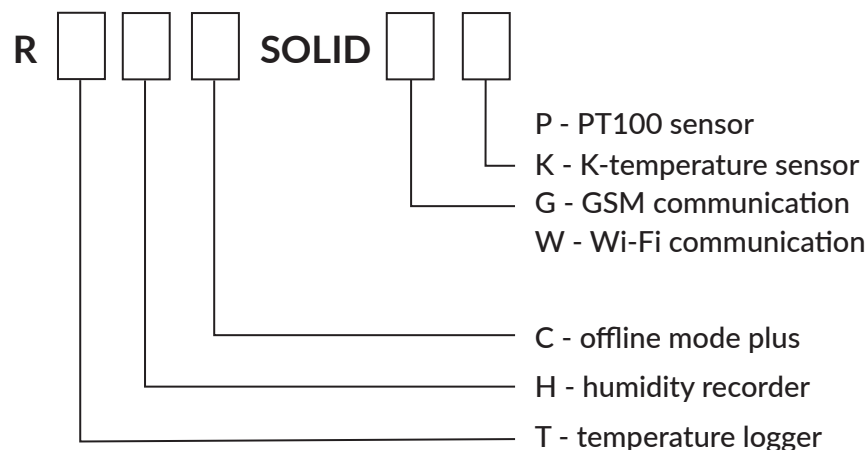 R SOLID
P - PT100 sensor
K - K-temperature sensor
G - GSM communication
W - Wi-Fi communication
C - offline mode plus
H - humidity recorder
T - temperature logger